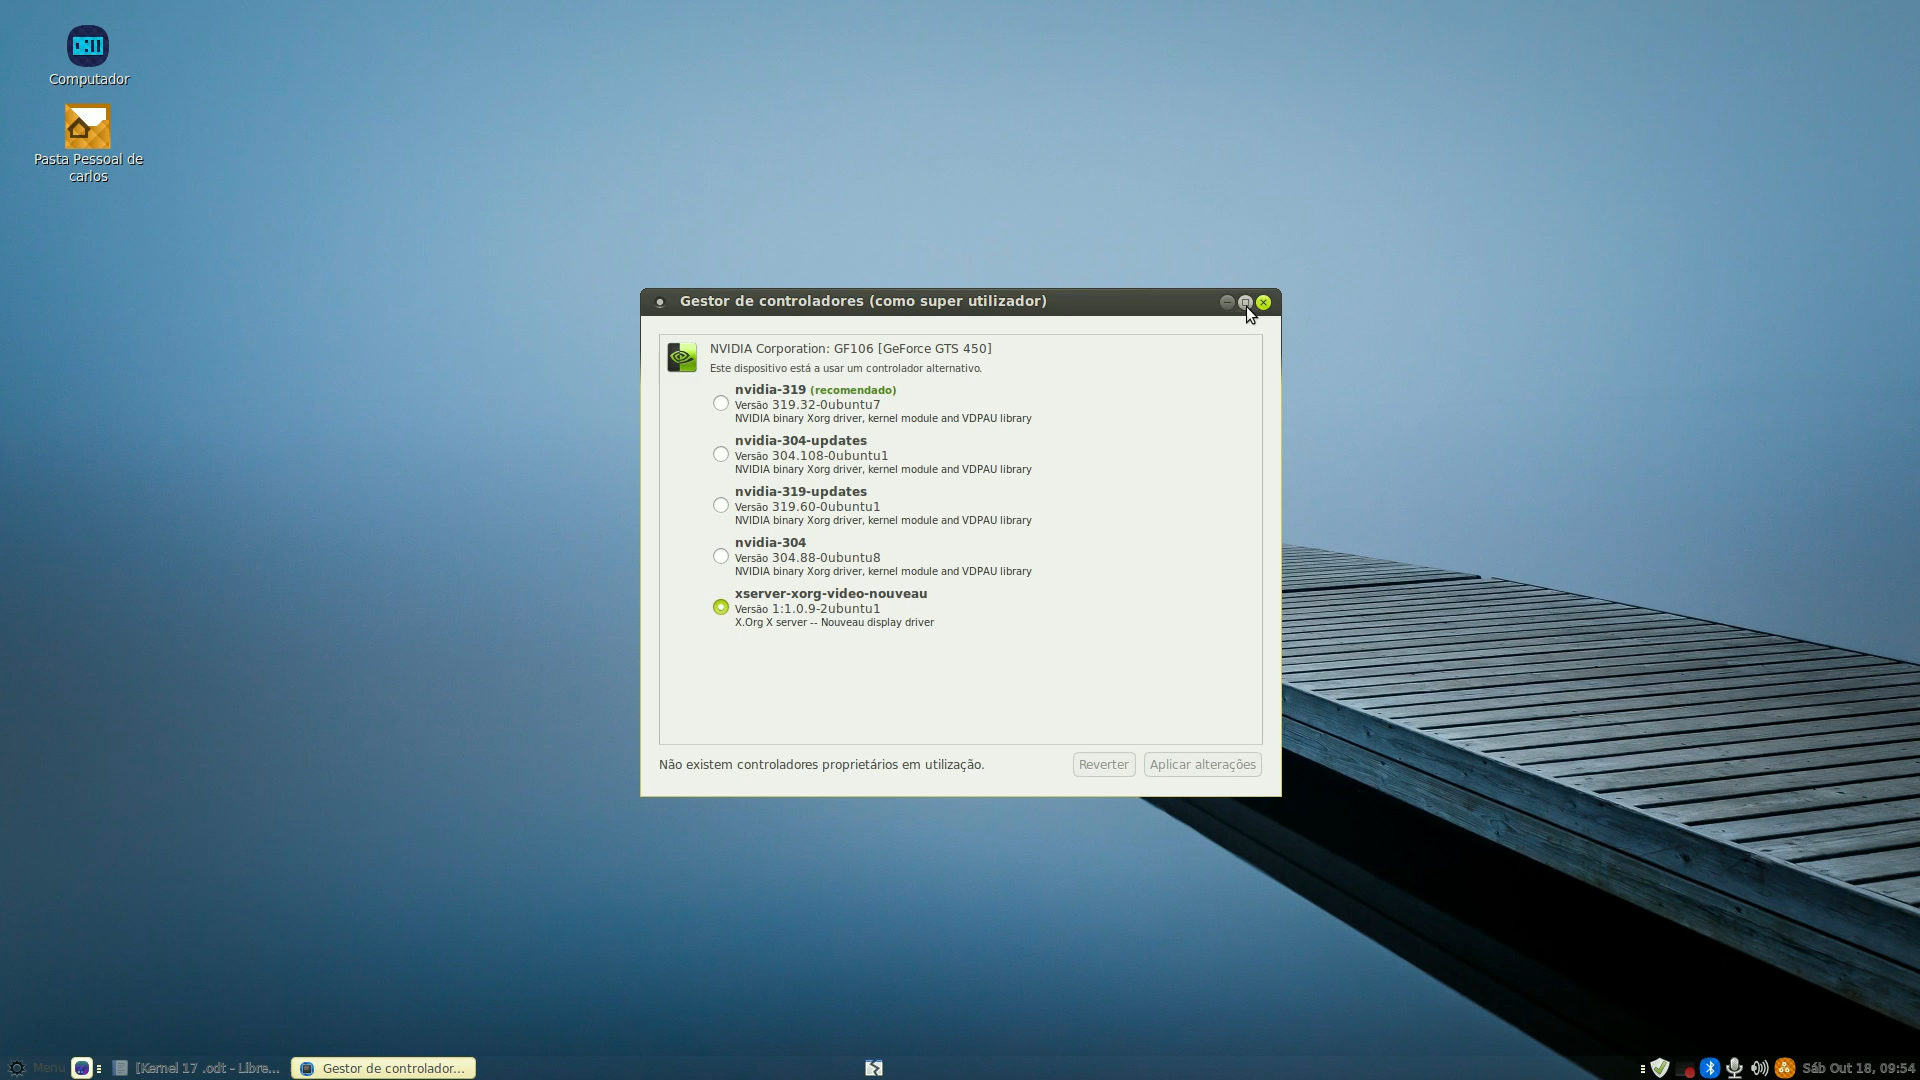 Computador
Pasta Pessoal de
carlos
Gestor de controladores (como super utilizador)
NVIDIA Corporation: GF106 [GeForce GTS 450]
Este dispositivo está a usar um controlador alternativo.
nvidia-319 (recomendado)
Versão 319.32-0ubuntu7
NVIDIA binary Xorg driver, kernel module and VDPAU library
nvidia-304-updates
Versão 304.108-0ubuntu1
NVIDIA binary Xorg driver, kernel module and VDPAU library
nvidia-319-updates
Versão 319.60-0ubuntu1
NVIDIA binary Xorg driver, kernel module and VDPAU library
nvidia-304
Versão 304.88-0ubuntu8
NVIDIA binary Xorg driver, kernel module and VDPAU library
xserver-xorg-video-nouveau
Versão 1:1.0.9-2ubuntu1
X.Org X server -- Nouveau display driver
Não existem controladores proprietários em utilização.
Reverter
Aplicar alterações
Menu
[Kernel 17 .odt - Libre...
Gestor de controlador...
Sáb Out 18, 09:54